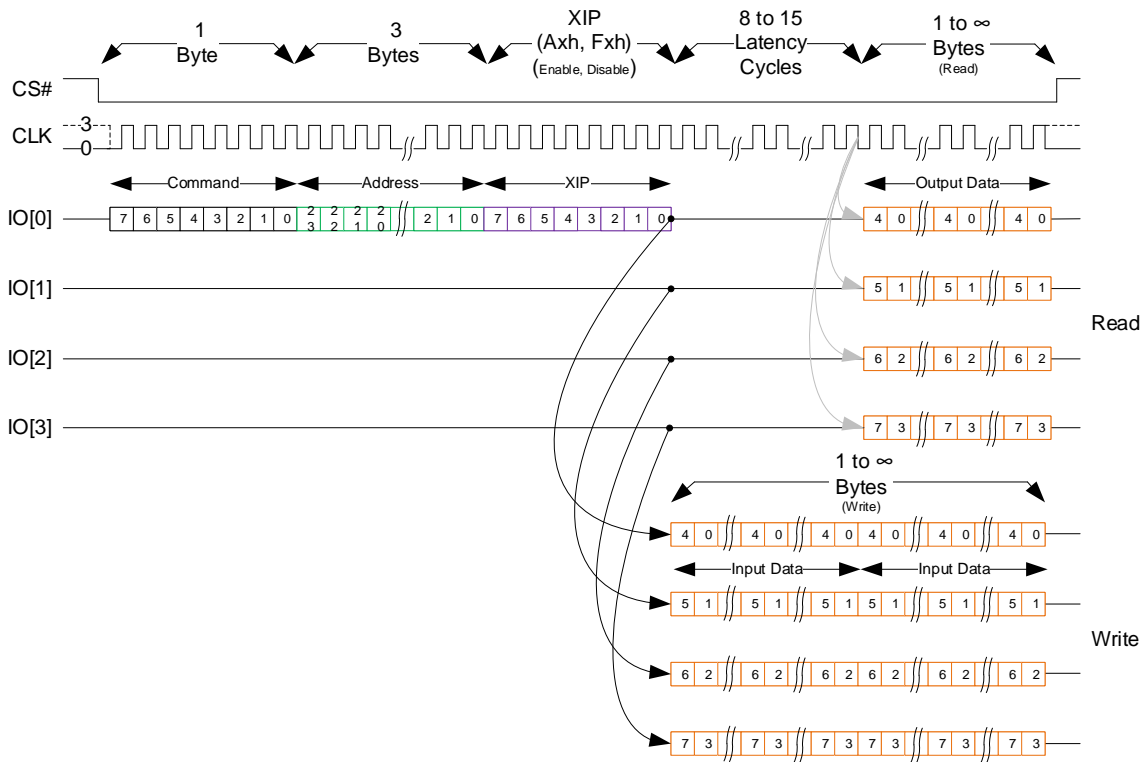 1 Byte
3 Bytes
XIP (Axh, Fxh) (Enable, Disable)
8 to 15 Latency Cycles
1 to ∞ Bytes (Read)
CS#
CLK 3 0
Command Address XIP Output Data
IO[0] 7 6 5 4 3 2 1 0 23 22 21 20 2 1 0 7 6 5 4 3 2 1 0 4 0 4 0 4 0
IO[1] 5 1 5 1 5 1
Read
IO[2] 6 2 6 2 6 2
IO[3] 7 3 7 3 7 3
1 to ∞
Bytes
(Write)
4 0 4 0 4 0 4 0 4 0 4 0
Input Data Input Data
5 1 5 1 5 1 5 1 5 1 5 1
Write
6 2 6 2 6 2 6 2 6 2 6 2
7 3 7 3 7 3 7 3 7 3 7 3